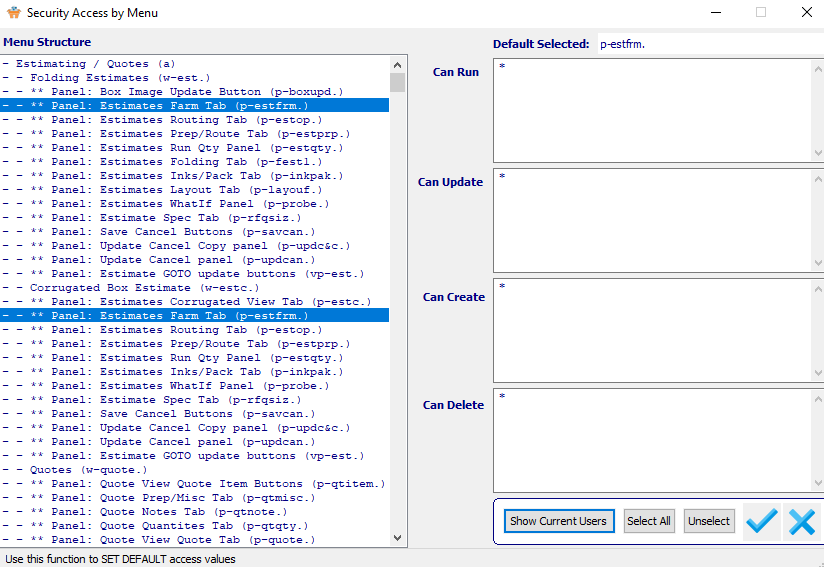 Security Access by Menu
Menu Structure
- Estimating / Quotes (a)
- - Folding Estimates (w-est.)
- - ** Panel: Box Image Update Button (p-boxupd.)
- - ** Panel: Estimates Farm Tab (p-estfrm.)
- - ** Panel: Estimates Routing Tab (p-estop.)
- - ** Panel: Estimates Prep/Route Tab (p-estprp.)
- - ** Panel: Estimates Run Qty Panel (p-estqty.)
- - ** Panel: Estimates Folding Tab (p-fest1.)
- - ** Panel: Estimates Inks/Pack Tab (p-inkpak.)
- - ** Panel: Estimates Layout Tab (p-layouf.)
- - ** Panel: Estimates WhatIf Panel (p-probe.)
- - ** Panel: Estimate Spec Tab (p-rfqsiz.)
- - ** Panel: Save Cancel Buttons (p-savcan.)
- - ** Panel: Update Cancel Copy panel (p-updc&c.)
- - ** Panel: Update Cancel panel (p-updcan.)
- - ** Panel: Estimate GOTO update buttons (vp-est.)
- - Corrugated Box Estimate (w-estc.)
- - ** Panel: Estimates Corrugated View Tab (p-estc.)
- - ** Panel: Estimates Farm Tab (p-estfrm.)
- - ** Panel: Estimates Routing Tab (p-estop.)
- - ** Panel: Estimates Prep/Route Tab (p-estprp.)
- - ** Panel: Estimates Run Qty Panel (p-estqty.)
- - ** Panel: Estimates Inks/Pack Tab (p-inkpak.)
- - ** Panel: Estimates WhatIf Panel (p-probe.)
- - ** Panel: Estimate Spec Tab (p-rfqsiz.)
- - ** Panel: Save Cancel Buttons (p-savcan.)
- - ** Panel: Update Cancel Copy panel (p-updc&c.)
- - ** Panel: Update Cancel panel (p-updcan.)
- - ** Panel: Estimate GOTO update buttons (vp-est.)
- - Quotes (w-quote.)
- - ** Panel: Quote View Quote Item Buttons (p-qtitem.)
- - ** Panel: Quote Prep/Misc Tab (p-qtmisc.)
- - ** Panel: Quote Notes Tab (p-qtnote.)
- - ** Panel: Quote Quantites Tab (p-qtqty.)
- - ** Panel: Quote View Quote Tab (p-quote.)
Default Selected: p-estfrm.
Can Run *
Can Update *
Can Create *
Can Delete *
Show Current Users Select All Unselect
Use this function to SET DEFAULT access values